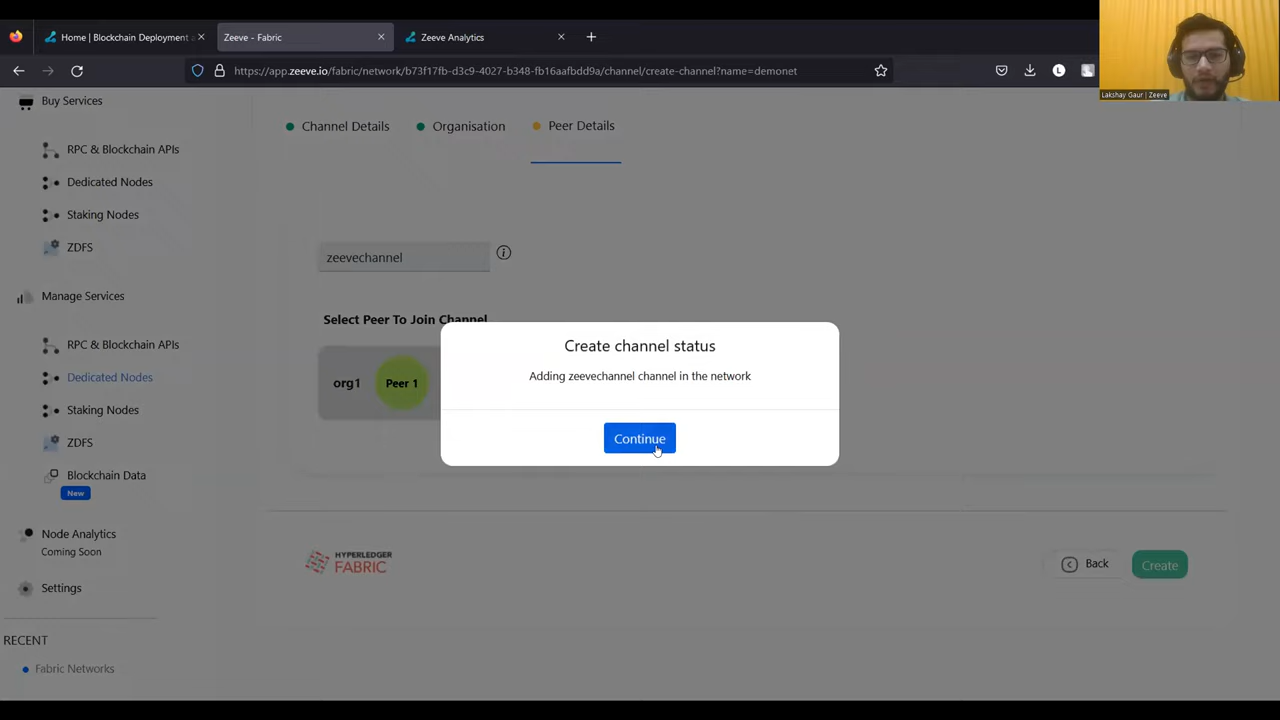 Home | Blockchain Deployment
Zeeve - Fabric
Zeeve Analytics
https://app.zeeve.io/fabric/network/b73f17fb-d3c9-4027-b348-fb16aafbdd9a/channel/create-channel?name=demonet
L
Lakshay Gaur | Zeeve
Buy Services
RPC & Blockchain APIs
Dedicated Nodes
Staking Nodes
ZDFS
Manage Services
RPC & Blockchain APIs
Dedicated Nodes
Staking Nodes
ZDFS
Blockchain Data
New
Node Analytics
Coming Soon
Settings
RECENT
Fabric Networks
Channel Details
Organisation
Peer Details
zeevechannel
Select Peer To Join Channel
org1
Peer 1
Create channel status
Adding zeevechannel channel in the network
Continue
HYPERLEDGER
FABRIC
Back
Create